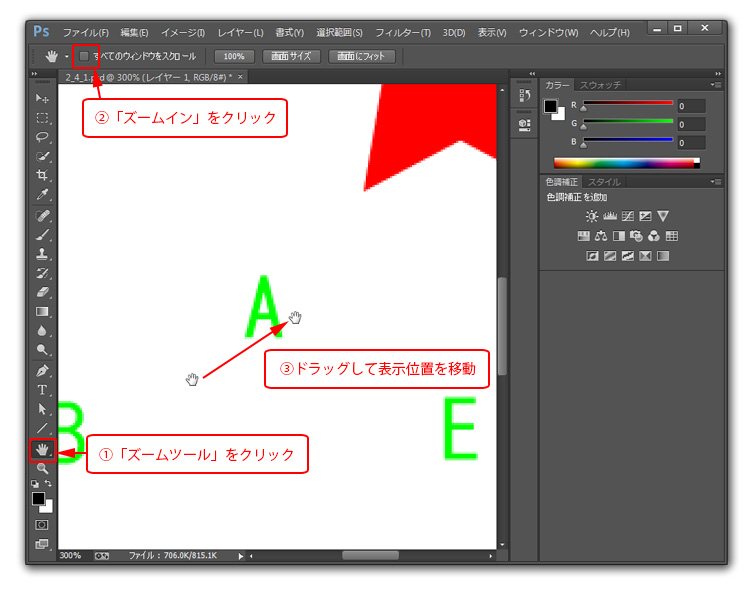 Ps ファイル(F) 編集(E) イメージ(I) レイヤー(L) 書式(Y) 選択範囲(S) フィルター(T) 3D(D) 表示(V) ウィンドウ(W) ヘルプ(H)
すべてのウィンドウをスクロール 100% 画面サイズ 画面にフィット
2_4_1.psd @ 300% (レイヤー 1, RGB/8#) * ×
②「ズームイン」をクリック
カラー スウォッチ
R 0
G 0
B 0
色調補正 スタイル
色調補正を追加
A
③ドラッグして表示位置を移動
B
E
①「ズームツール」をクリック
300% ファイル : 706.0K/815.1K